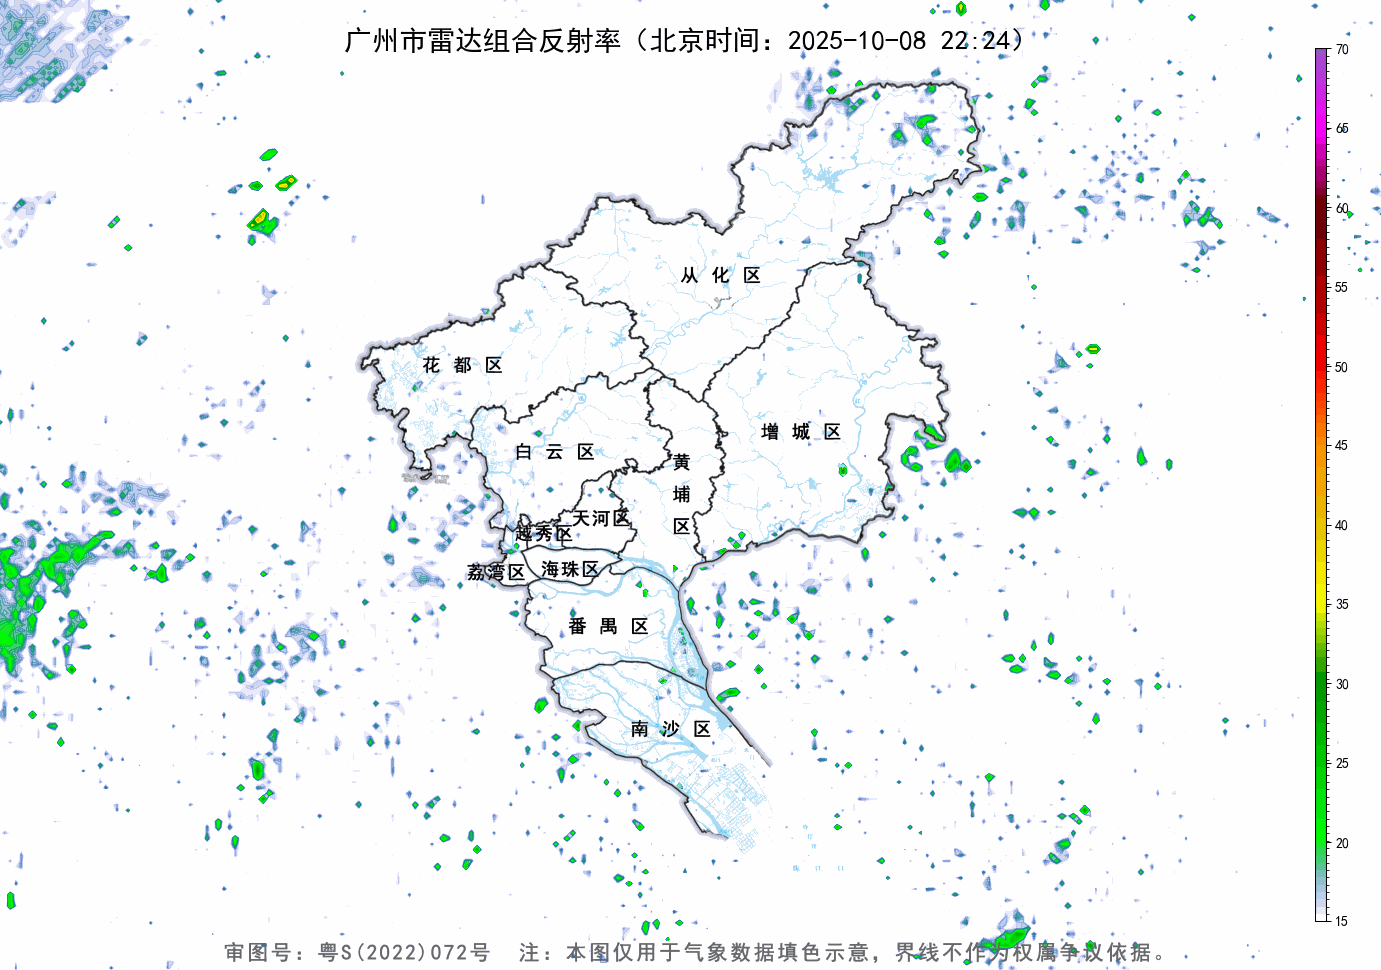 广州市雷达组合反射率（北京时间：2025-10-08 22:24）
70
65
60
55
50
45
40
35
30
25
20
15
从化区
花都区
增城区
白云区
黄埔区
天河区
越秀区
荔湾区
海珠区
番禺区
南沙区
审图号：粤S(2022)072号 注：本图仅用于气象数据填色示意，界线不作为权属争议依据。